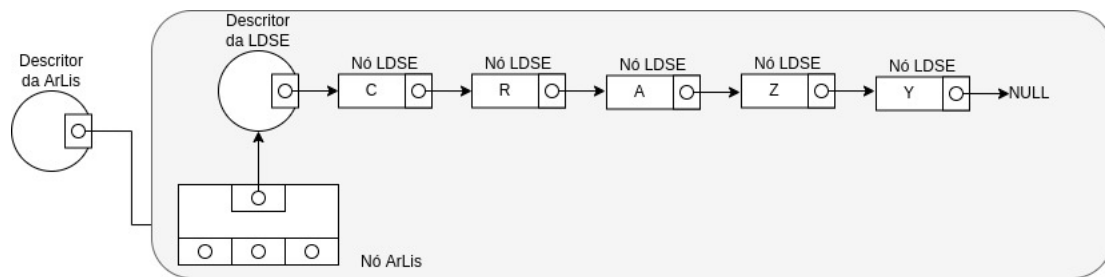 Descritor
da ArLis
Descritor
da LDSE
Nó LDSE
Nó LDSE
Nó LDSE
Nó LDSE
Nó LDSE
C
R
A
Z
Y
NULL
Nó ArLis